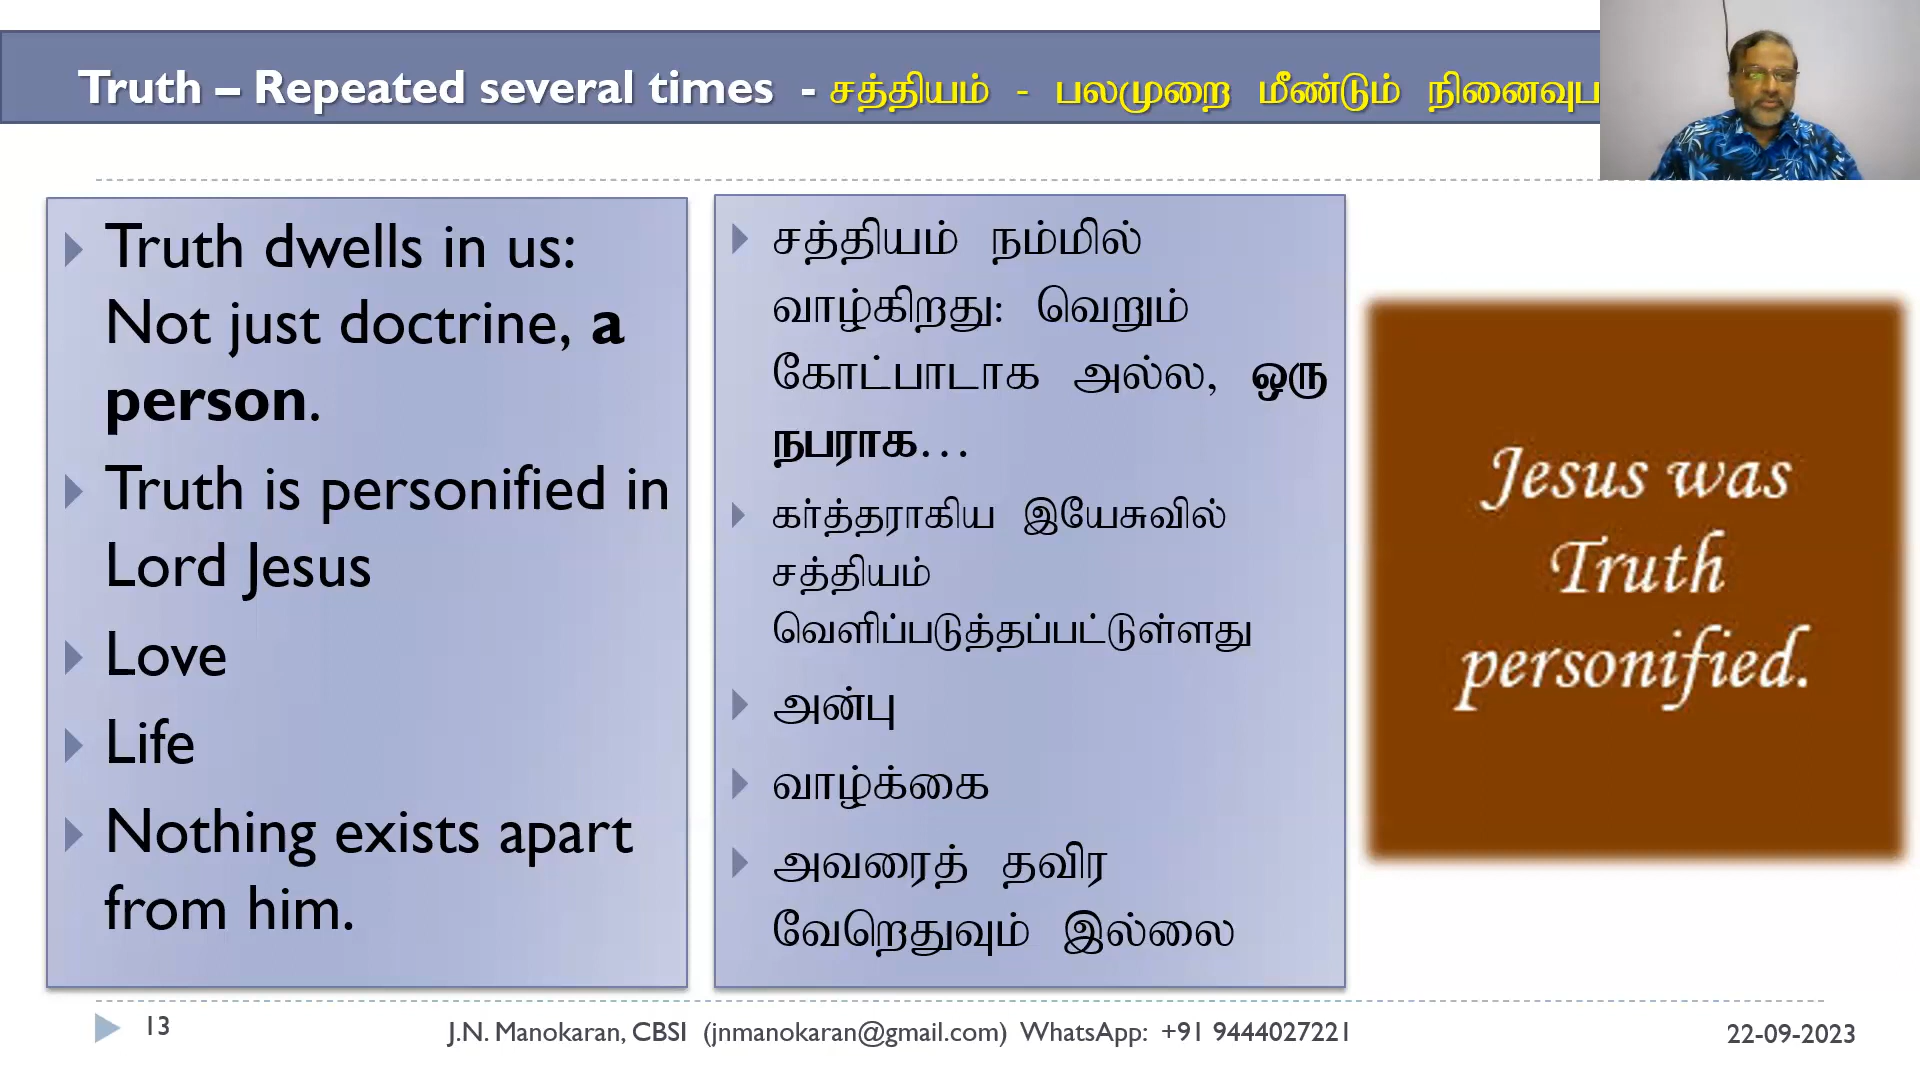 Truth – Repeated several times - சத்தியம் - பலமுறை மீண்டும்
Truth dwells in us:
Not just doctrine, a
person.
Truth is personified in
Lord Jesus
Love
Life
Nothing exists apart
from him.
சத்தியம் நம்மில்
வாழ்கிறது: வெறும்
கோட்பாடாக அல்ல, ஒரு
நபராக...
கர்த்தராகிய இயேசுவில்
சத்தியம்
வெளிப்படுத்தப்பட்டுள்ளது
அன்பு
வாழ்க்கை
அவரைத் தவிர
வேறெதுவும் இல்லை
Jesus was
Truth
personified.
13
J.N. Manokaran, CBSI (jnmanokaran@gmail.com) WhatsApp: +91 9444027221
22-09-2023